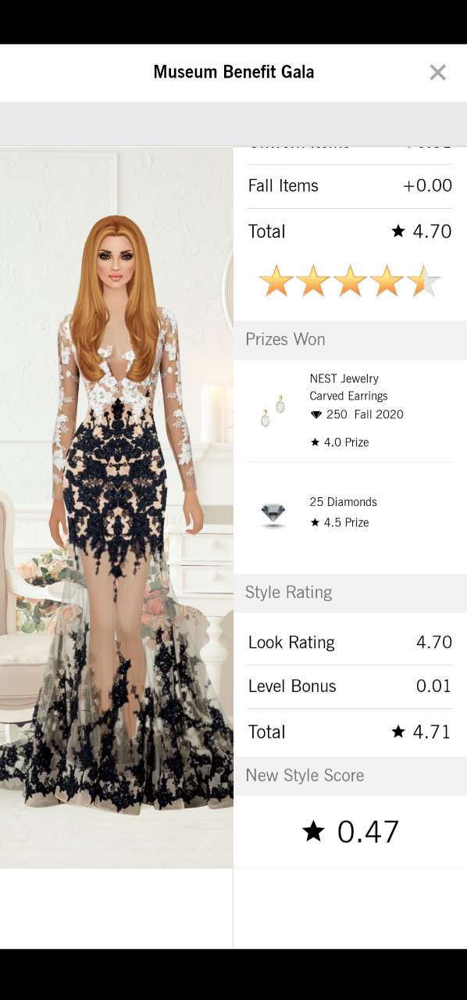 Museum Benefit Gala
Fall Items +0.00
Total ★ 4.70
Prizes Won
NEST Jewelry
Carved Earrings
250 Fall 2020
★ 4.0 Prize
25 Diamonds
★ 4.5 Prize
Style Rating
Look Rating 4.70
Level Bonus 0.01
Total ★ 4.71
New Style Score
★ 0.47